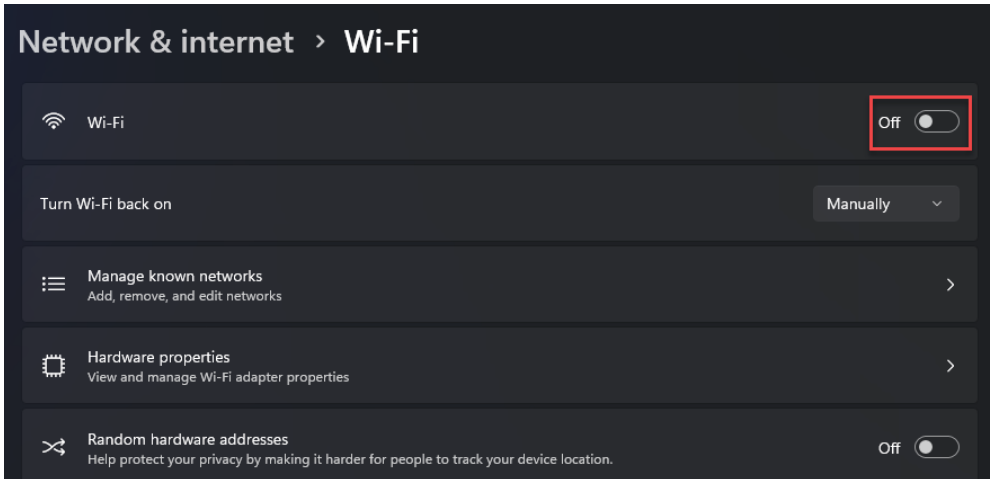 Network & internet > Wi-Fi
Wi-Fi
Off
Turn Wi-Fi back on
Manually
Manage known networks
Add, remove, and edit networks
Hardware properties
View and manage Wi-Fi adapter properties
Random hardware addresses
Help protect your privacy by making it harder for people to track your device location.
Off